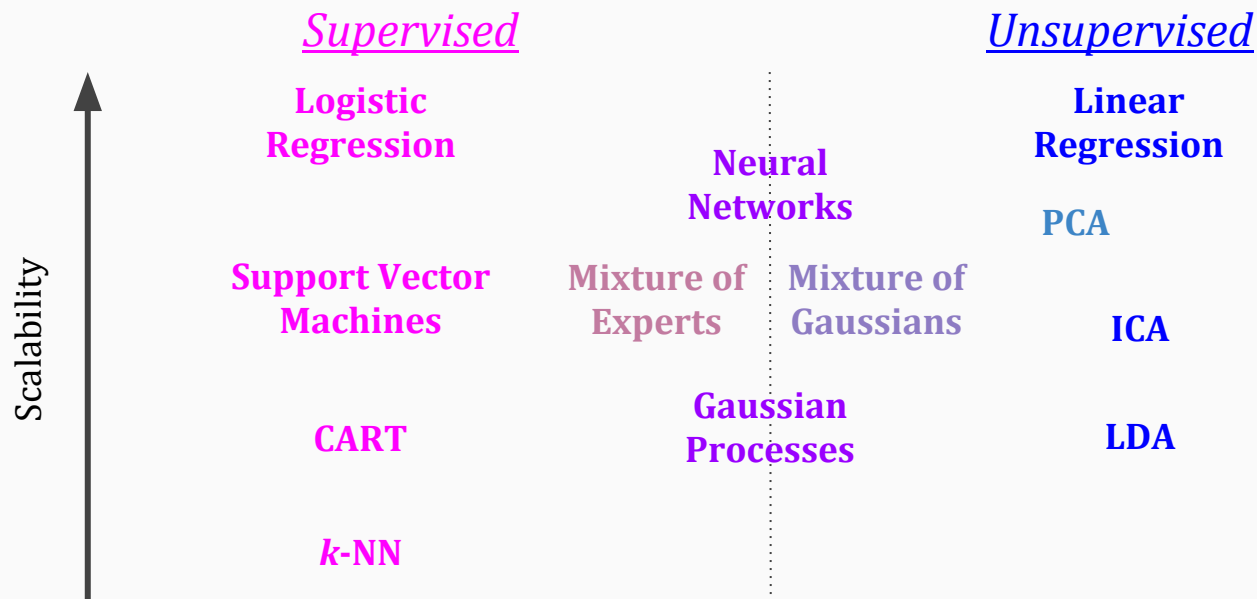 Supervised
Unsupervised
Logistic
Regression
Linear
Regression
Neural
Networks
PCA
Scalability
Support Vector
Machines
Mixture of
Experts
Mixture of
Gaussians
ICA
CART
Gaussian
Processes
LDA
k-NN